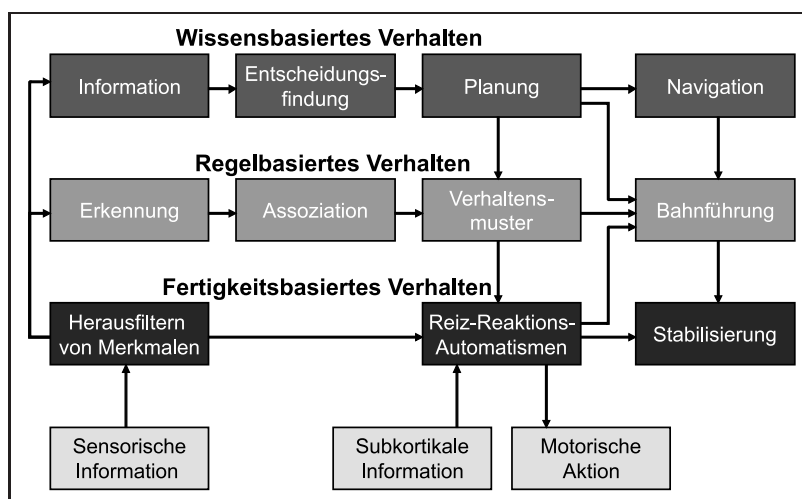 Wissensbasiertes Verhalten
Information
Entscheidungs-
findung
Planung
Navigation
Regelbasiertes Verhalten
Erkennung
Assoziation
Verhaltens-
muster
Bahnführung
Fertigkeitsbasiertes Verhalten
Herausfiltern
von Merkmalen
Reiz-Reaktions-
Automatismen
Stabilisierung
Sensorische
Information
Subkortikale
Information
Motorische
Aktion